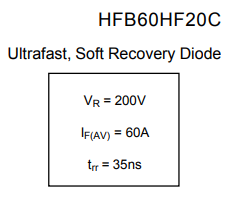 HFB60HF20C
Ultrafast, Soft Recovery Diode
VR = 200V
IF(AV) = 60A
trr = 35ns